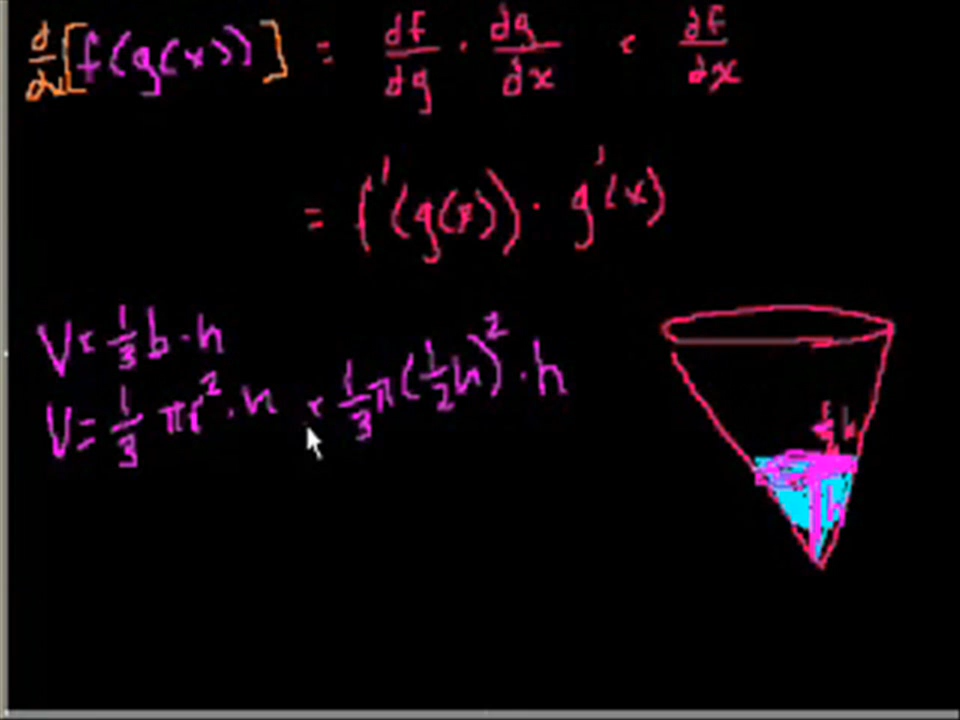 d/dx[f(g(x))] = df/dg · dg/dx = df/dx
= f'(g(x)) · g'(x)
V = 1/3 b · h
V = 1/3 πr² · h = 1/3 π(1/2 h)² · h
1/2 h
h